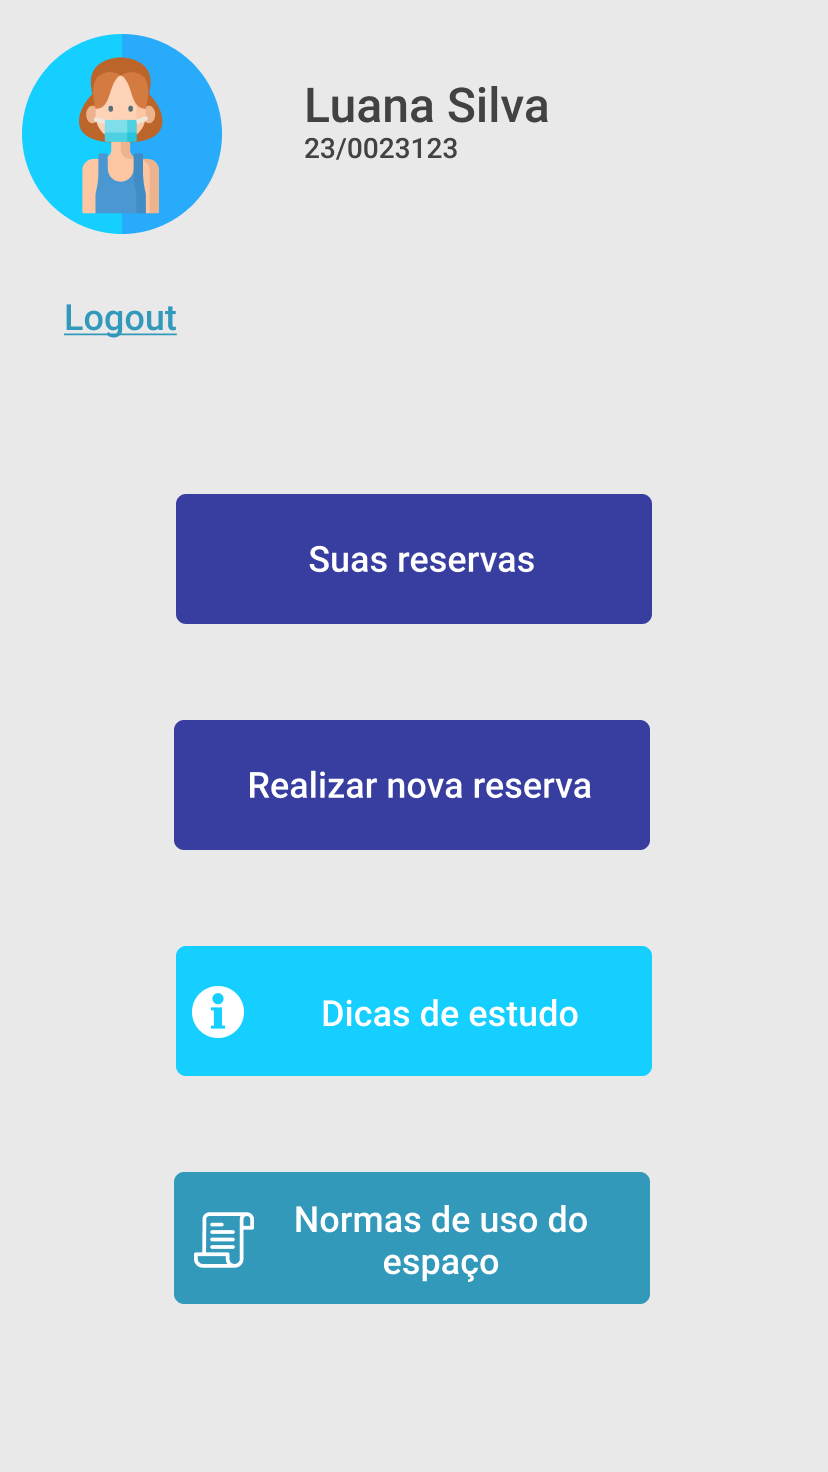 Luana Silva
23/0023123
Logout
Suas reservas
Realizar nova reserva
Dicas de estudo
Normas de uso do
espaço